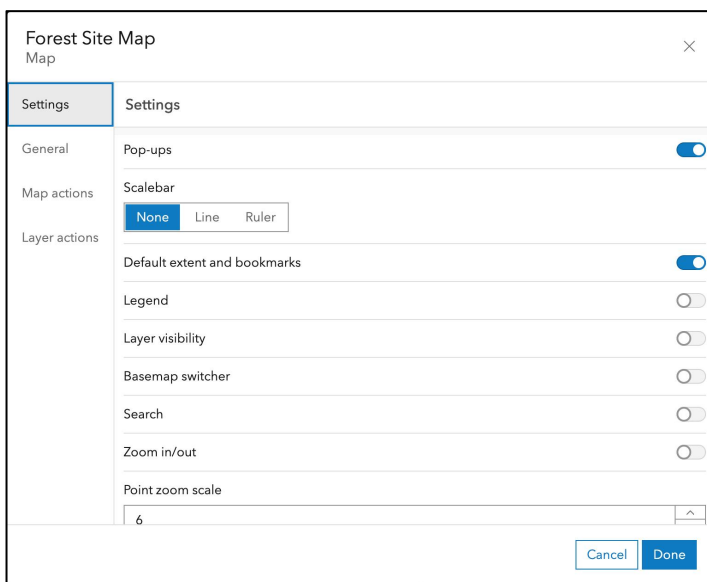 Forest Site Map
Map
Settings
General
Map actions
Layer actions
Settings
Pop-ups
Scalebar
None Line Ruler
Default extent and bookmarks
Legend
Layer visibility
Basemap switcher
Search
Zoom in/out
Point zoom scale
6
Cancel Done